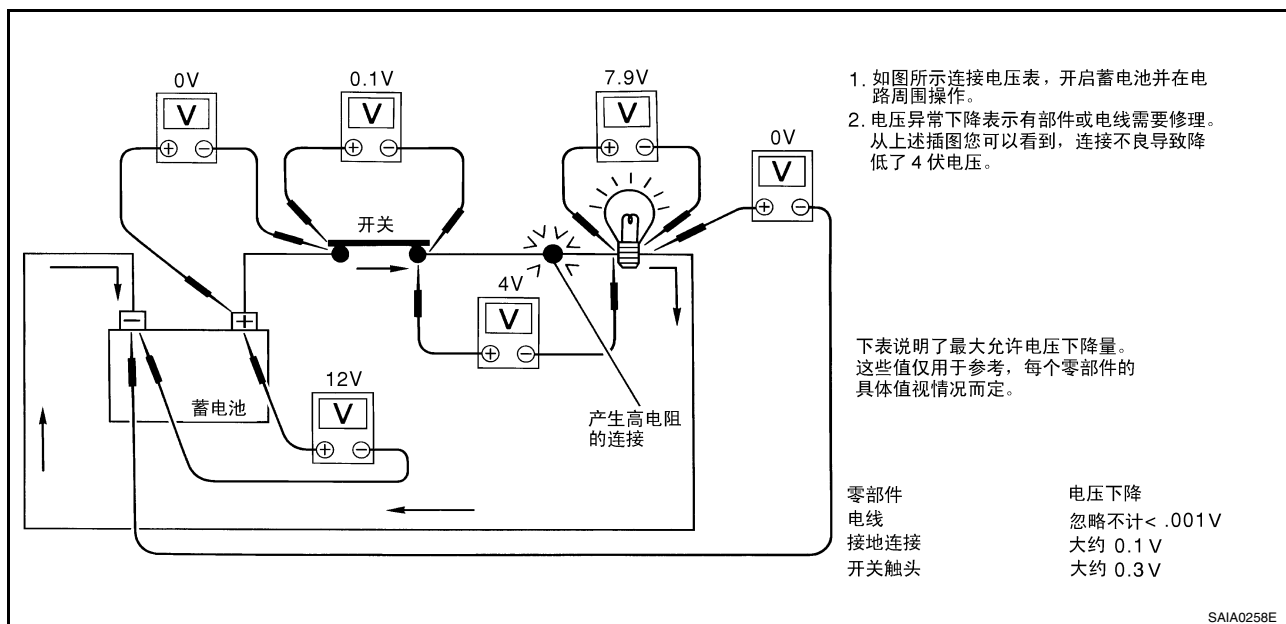 0V
0.1V
7.9V
1. 如图所示连接电压表，开启蓄电池并在电
路周围操作。
2. 电压异常下降表示有部件或电线需要修理。
从上述插图您可以看到，连接不良导致降
低了4伏电压。
0V
V
V
V
V
开关
4V
V
下表说明了最大允许电压下降量。
这些值仅用于参考，每个零部件的
具体值视情况而定。
12V
V
蓄电池
产生高电阻
的连接
零部件 电压下降
电线 忽略不计< .001V
接地连接 大约 0.1V
开关触头 大约 0.3V
SAIA0258E